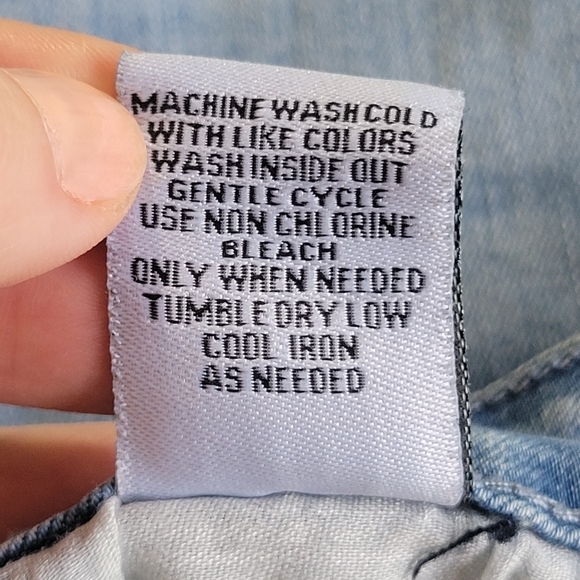 MACHINE WASH COLD
WITH LIKE COLORS
WASH INSIDE OUT
GENTLE CYCLE
USE NON CHLORINE
BLEACH
ONLY WHEN NEEDED
TUMBLE DRY LOW
COOL IRON
AS NEEDED